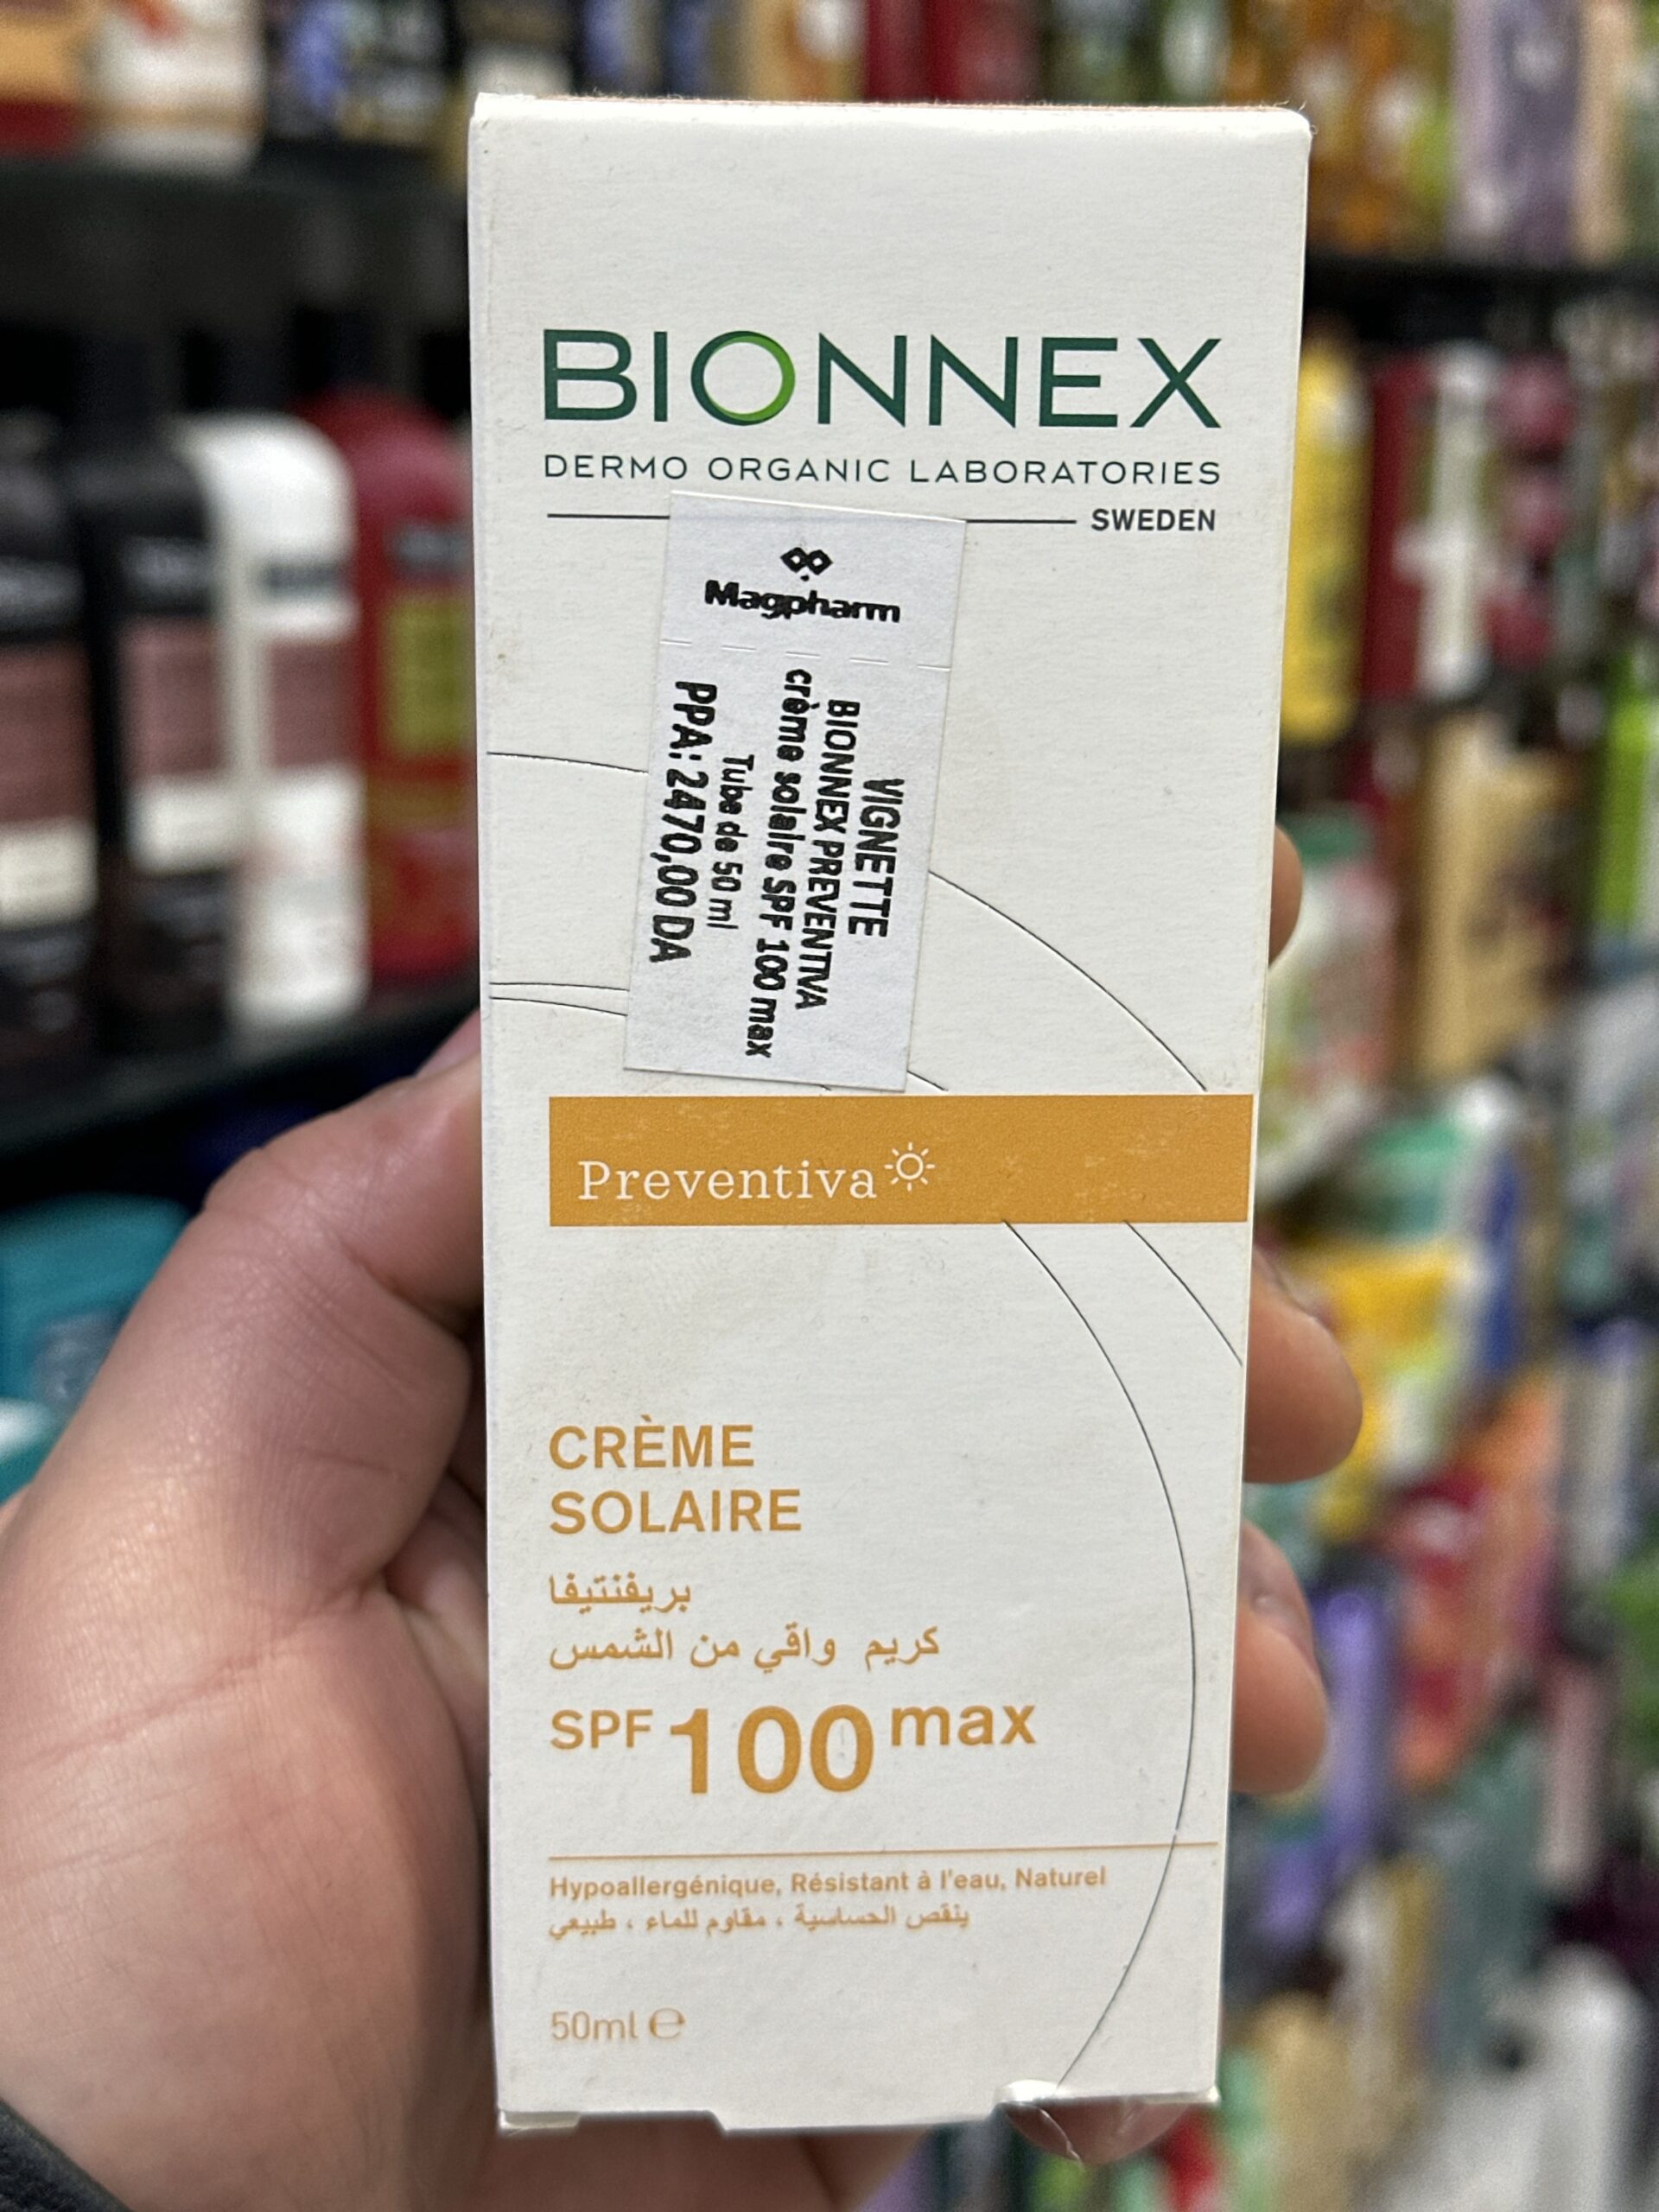 BIONNEX
DERMO ORGANIC LABORATORIES
SWEDEN
Magpharm
VIGNETTE
BIONNEX PREVENTIVA
crème solaire SPF 100 max
Tube de 50 ml
PPA: 2470,00 DA
Preventiva
CRÈME
SOLAIRE
بريفنتيفا
كريم واقي من الشمس
SPF 100 max
Hypoallergénique, Résistant à l'eau, Naturel
ينقص الحساسية ، مقاوم للماء ، طبيعي
50ml ℮